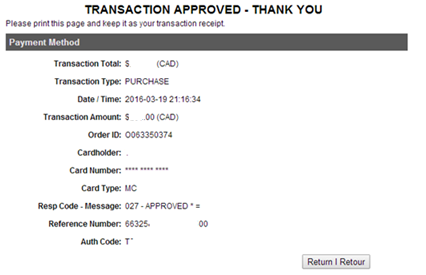 TRANSACTION APPROVED - THANK YOU
Please print this page and keep it as your transaction receipt.
Payment Method
Transaction Total: $ (CAD)
Transaction Type: PURCHASE
Date / Time: 2016-03-19 21:16:34
Transaction Amount: $ .00 (CAD)
Order ID: O063350374
Cardholder:
Card Number: **** **** ****
Card Type: MC
Resp Code - Message: 027 - APPROVED * =
Reference Number: 66325 00
Auth Code: T
Return | Retour